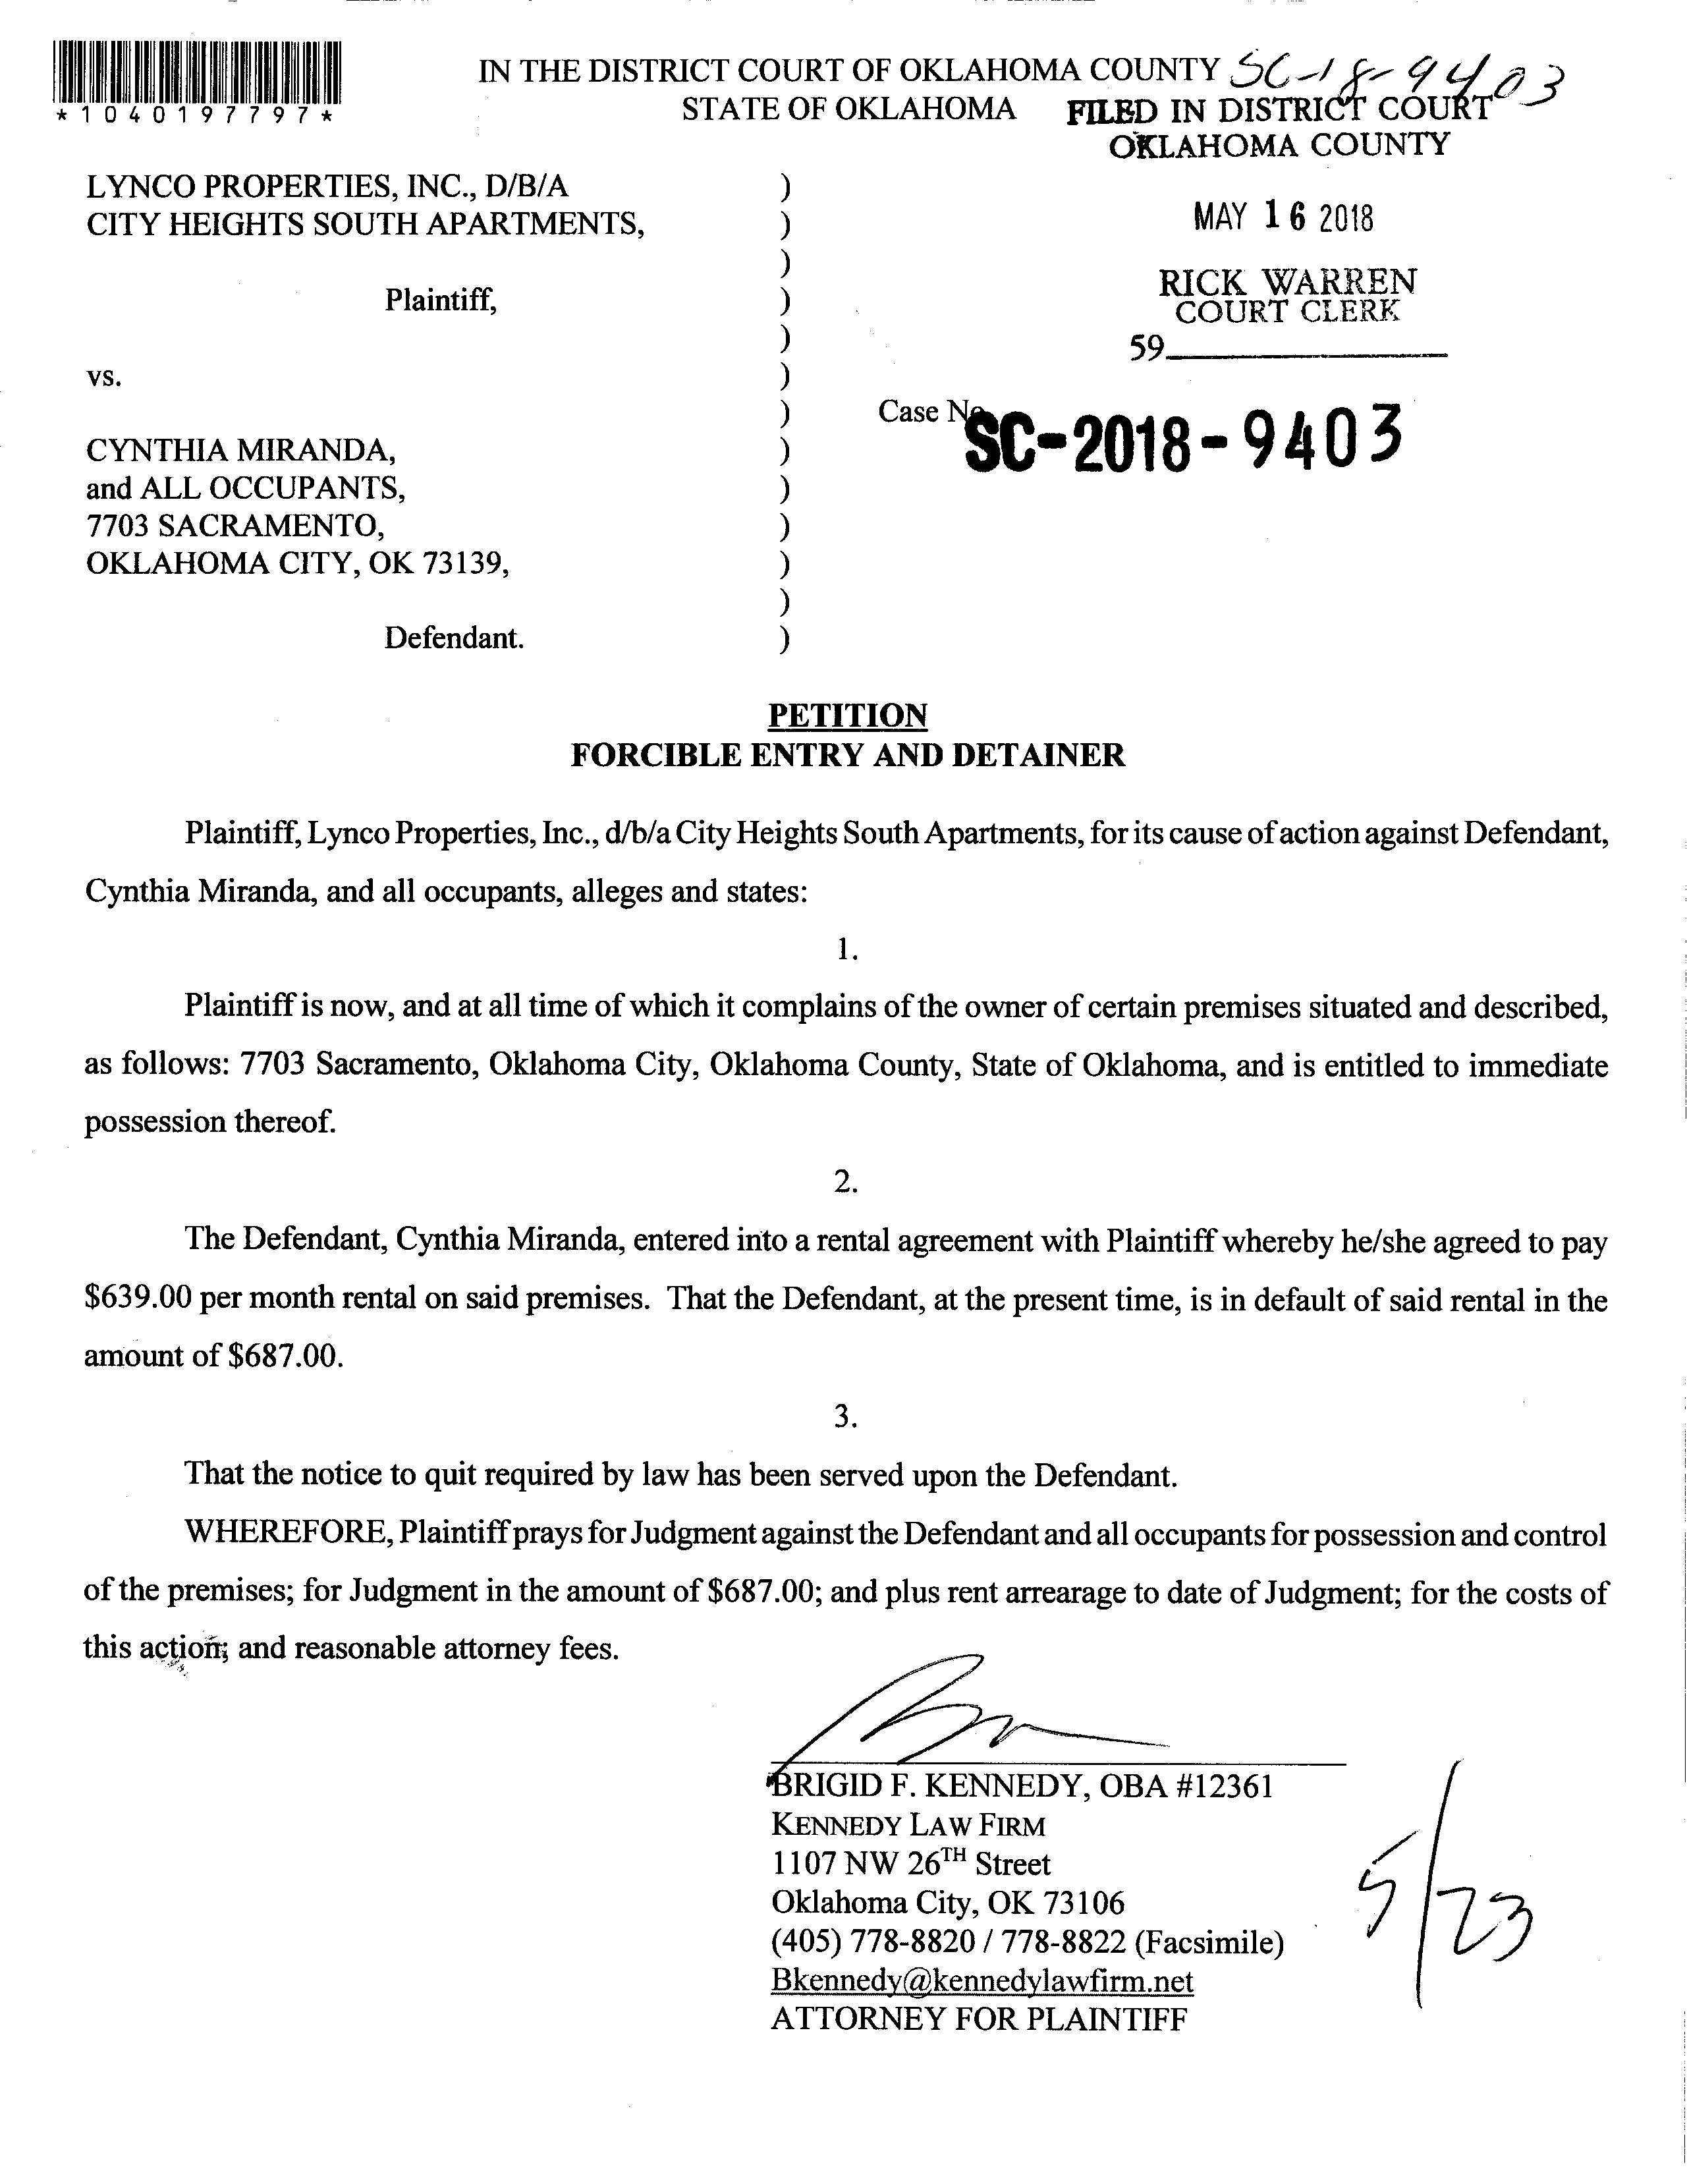 IN THE DISTRICT COURT OF OKLAHOMA COUNTY SC-18-9403
STATE OF OKLAHOMA FILED IN DISTRICT COURT
OKLAHOMA COUNTY
*1040197797*
LYNCO PROPERTIES, INC., D/B/A )
CITY HEIGHTS SOUTH APARTMENTS, )
MAY 16 2018
)
Plaintiff, )
RICK WARREN
COURT CLERK
)
59
vs. )
)
Case No.
SC-2018-9403
CYNTHIA MIRANDA, )
and ALL OCCUPANTS, )
7703 SACRAMENTO, )
OKLAHOMA CITY, OK 73139, )
)
Defendant. )
PETITION
FORCIBLE ENTRY AND DETAINER
Plaintiff, Lynco Properties, Inc., d/b/a City Heights South Apartments, for its cause of action against Defendant,
Cynthia Miranda, and all occupants, alleges and states:
1.
Plaintiff is now, and at all time of which it complains of the owner of certain premises situated and described,
as follows: 7703 Sacramento, Oklahoma City, Oklahoma County, State of Oklahoma, and is entitled to immediate
possession thereof.
2.
The Defendant, Cynthia Miranda, entered into a rental agreement with Plaintiff whereby he/she agreed to pay
$639.00 per month rental on said premises. That the Defendant, at the present time, is in default of said rental in the
amount of $687.00.
3.
That the notice to quit required by law has been served upon the Defendant.
WHEREFORE, Plaintiff prays for Judgment against the Defendant and all occupants for possession and control
of the premises; for Judgment in the amount of $687.00; and plus rent arrearage to date of Judgment; for the costs of
this action; and reasonable attorney fees.
BRIGID F. KENNEDY, OBA #12361
KENNEDY LAW FIRM
1107 NW 26TH Street
Oklahoma City, OK 73106
(405) 778-8820 / 778-8822 (Facsimile)
Bkennedy@kennedylawfirm.net
ATTORNEY FOR PLAINTIFF
5/23